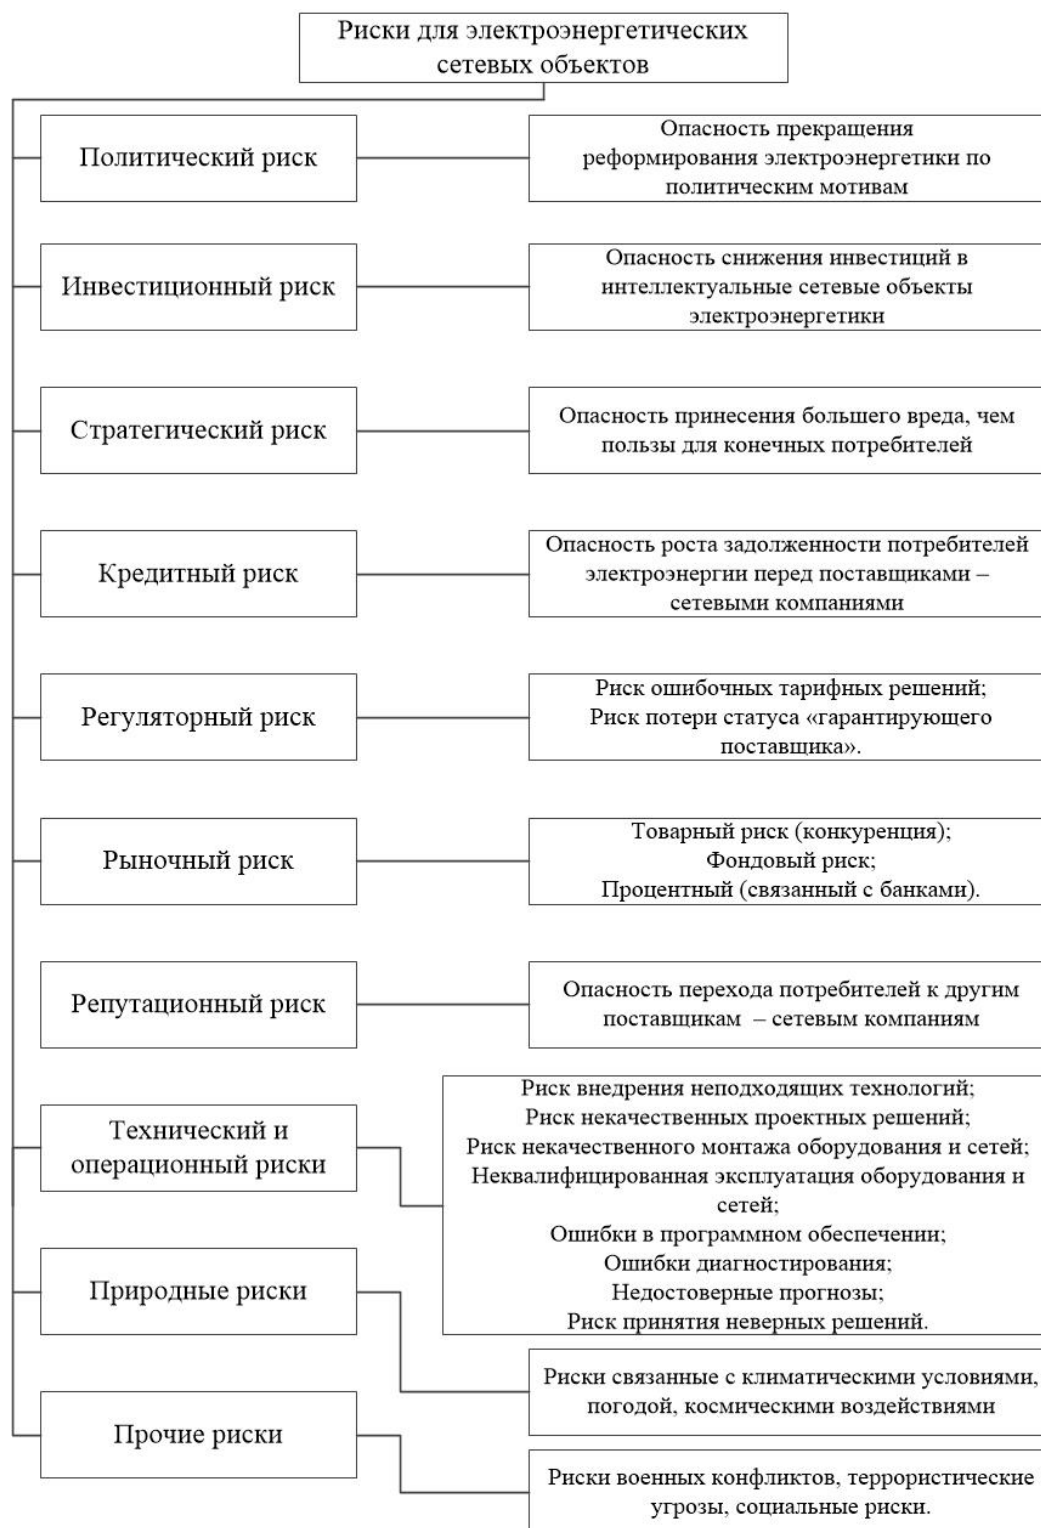 Риски для электроэнергетических
сетевых объектов
Политический риск
Опасность прекращения
реформирования электроэнергетики по
политическим мотивам
Инвестиционный риск
Опасность снижения инвестиций в
интеллектуальные сетевые объекты
электроэнергетики
Стратегический риск
Опасность принесения большего вреда, чем
пользы для конечных потребителей
Кредитный риск
Опасность роста задолженности потребителей
электроэнергии перед поставщиками –
сетевыми компаниями
Регуляторный риск
Риск ошибочных тарифных решений;
Риск потери статуса «гарантирующего
поставщика».
Рыночный риск
Товарный риск (конкуренция);
Фондовый риск;
Процентный (связанный с банками).
Репутационный риск
Опасность перехода потребителей к другим
поставщикам – сетевым компаниям
Технический и
операционный риски
Риск внедрения неподходящих технологий;
Риск некачественных проектных решений;
Риск некачественного монтажа оборудования и сетей;
Неквалифицированная эксплуатация оборудования и
сетей;
Ошибки в программном обеспечении;
Ошибки диагностирования;
Недостоверные прогнозы;
Риск принятия неверных решений.
Природные риски
Риски связанные с климатическими условиями,
погодой, космическими воздействиями
Прочие риски
Риски военных конфликтов, террористические
угрозы, социальные риски.